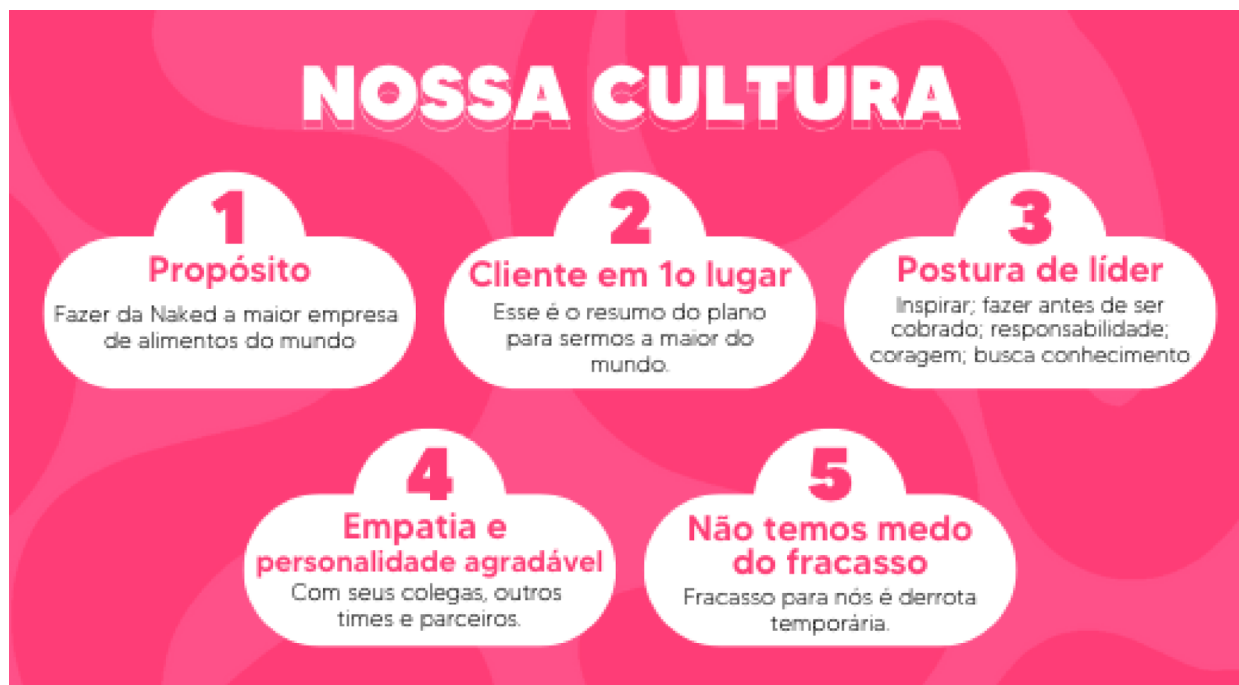 NOSSA CULTURA
1
Propósito
Fazer da Naked a maior empresa
de alimentos do mundo
2
Cliente em 1o lugar
Esse é o resumo do plano
para sermos a maior do
mundo.
3
Postura de líder
Inspirar; fazer antes de ser
cobrado; responsabilidade;
coragem; busca conhecimento
4
Empatia e
personalidade agradável
Com seus colegas, outros
times e parceiros.
5
Não temos medo
do fracasso
Fracasso para nós é derrota
temporária.